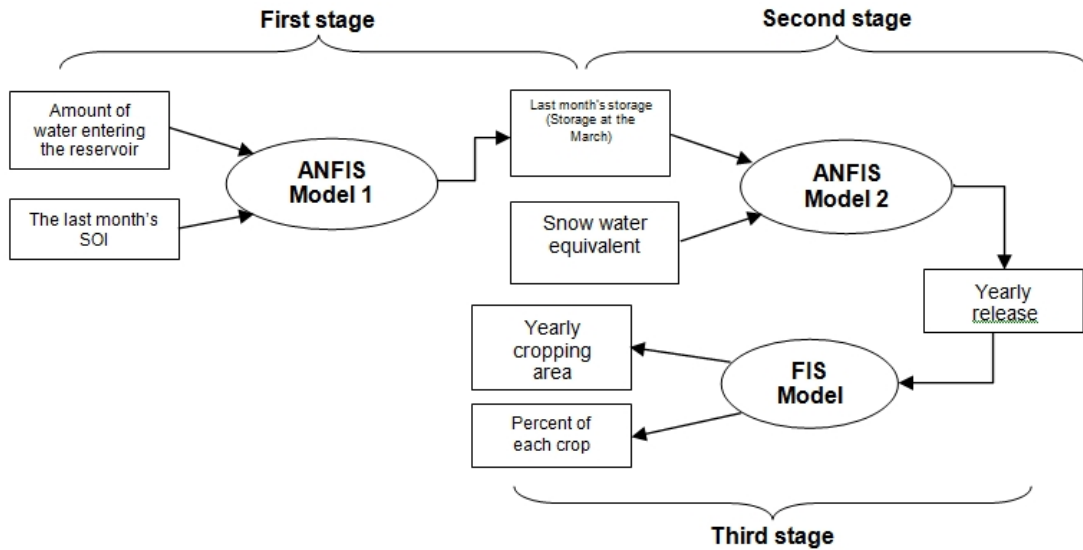 First stage
Second stage
Amount of
water entering
the reservoir
The last month's
SOI
ANFIS
Model 1
Last month's storage
(Storage at the
March)
Snow water
equivalent
ANFIS
Model 2
Yearly
release
FIS
Model
Yearly
cropping
area
Percent of
each crop
Third stage